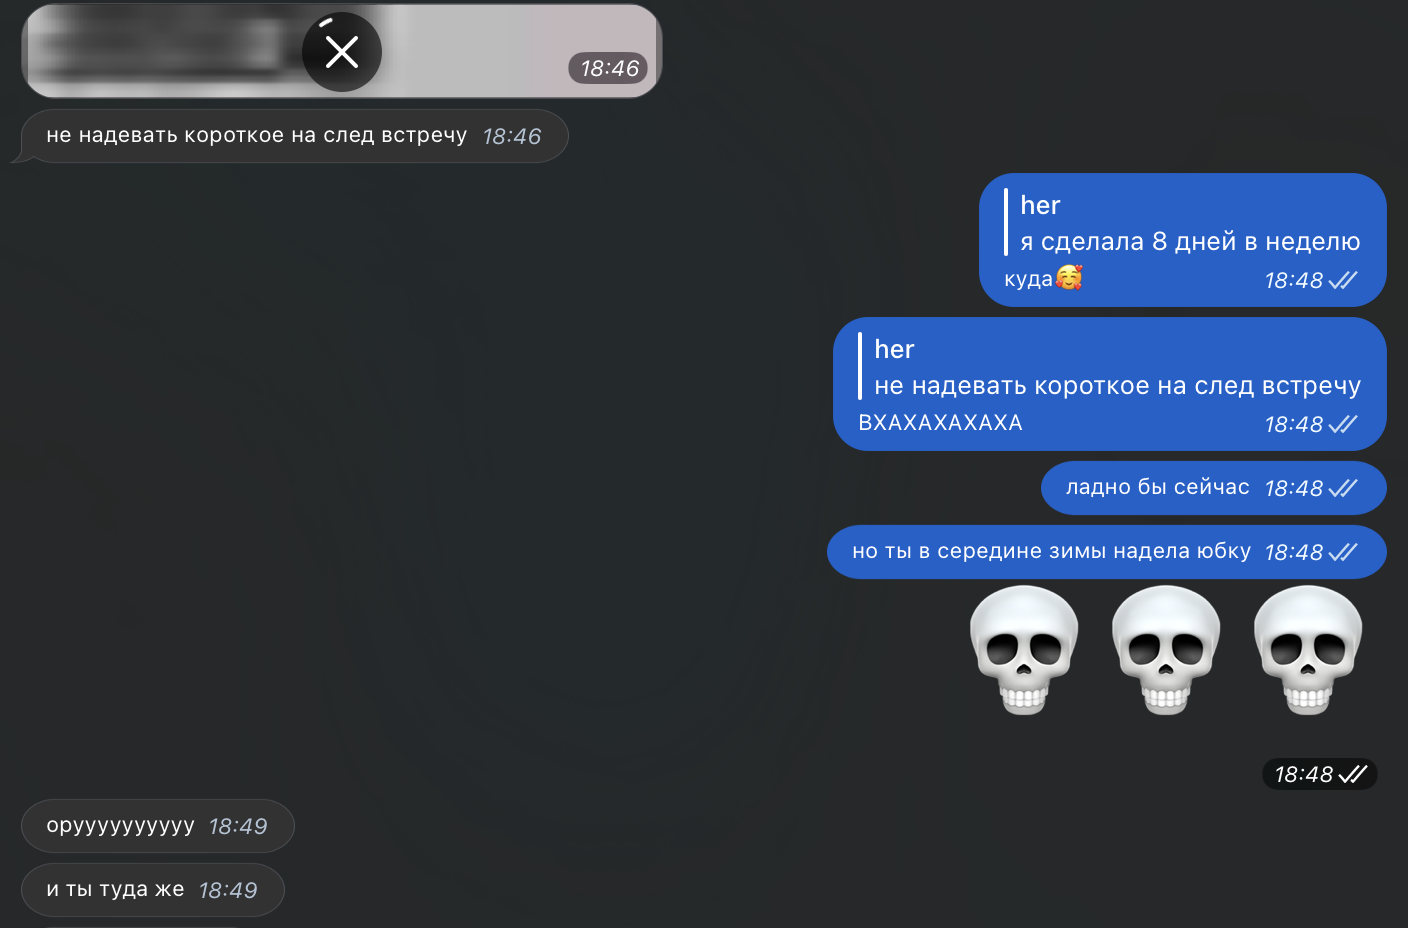 18:46
не надевать короткое на след встречу 18:46
her
я сделала 8 дней в неделю
куда🥰 18:48
her
не надевать короткое на след встречу
ВХАХАХАХАХА 18:48
ладно бы сейчас 18:48
но ты в середине зимы надела юбку 18:48
💀💀💀
18:48
оруууууууууу 18:49
и ты туда же 18:49